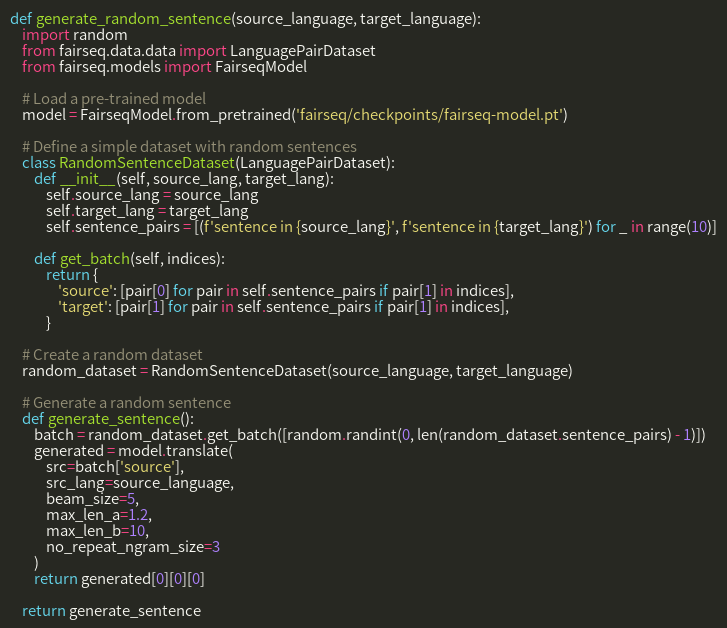 def generate_random_sentence(source_language, target_language):
    import random
    from fairseq.data.data import LanguagePairDataset
    from fairseq.models import FairseqModel

    # Load a pre-trained model
    model = FairseqModel.from_pretrained('fairseq/checkpoints/fairseq-model.pt')

    # Define a simple dataset with random sentences
    class RandomSentenceDataset(LanguagePairDataset):
        def __init__(self, source_lang, target_lang):
            self.source_lang = source_lang
            self.target_lang = target_lang
            self.sentence_pairs = [(f'sentence in {source_lang}', f'sentence in {target_lang}') for _ in range(10)]

        def get_batch(self, indices):
            return {
                'source': [pair[0] for pair in self.sentence_pairs if pair[1] in indices],
                'target': [pair[1] for pair in self.sentence_pairs if pair[1] in indices],
            }

    # Create a random dataset
    random_dataset = RandomSentenceDataset(source_language, target_language)

    # Generate a random sentence
    def generate_sentence():
        batch = random_dataset.get_batch([random.randint(0, len(random_dataset.sentence_pairs) - 1)])
        generated = model.translate(
            src=batch['source'],
            src_lang=source_language,
            beam_size=5,
            max_len_a=1.2,
            max_len_b=10,
            no_repeat_ngram_size=3
        )
        return generated[0][0][0]

    return generate_sentence